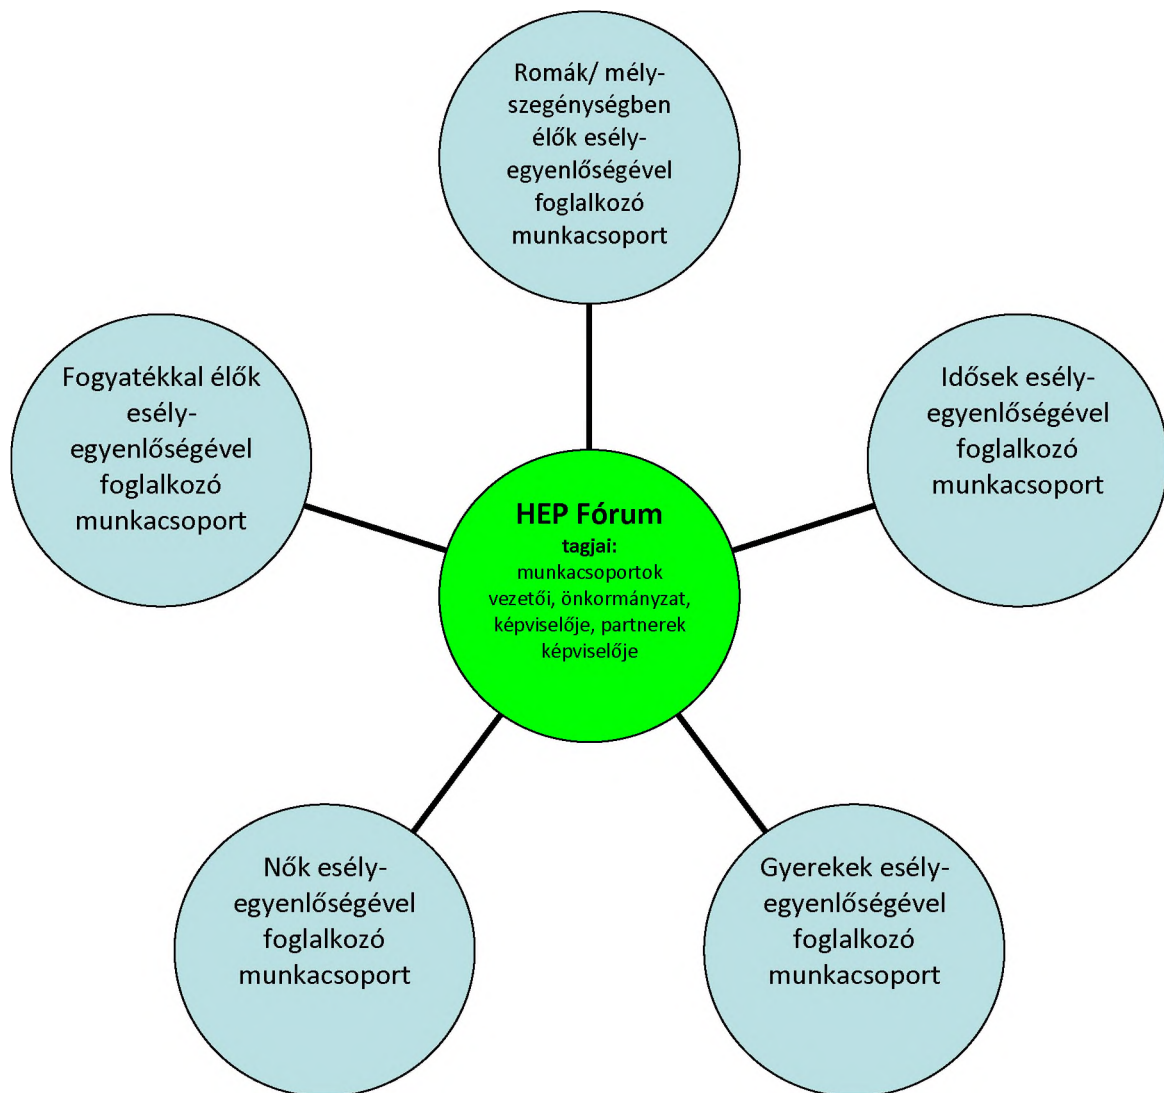 Romák/ mély-
szegénységben
élők esély-
egyenlőségével
foglalkozó
munkacsoport
Fogyatékkal élők
esély-
egyenlőségével
foglalkozó
munkacsoport
Idősek esély-
egyenlőségével
foglalkozó
munkacsoport
HEP Fórum
tagjai:
munkacsoportok
vezetői, önkormányzat,
képviselője, partnerek
képviselője
Nők esély-
egyenlőségével
foglalkozó
munkacsoport
Gyerekek esély-
egyenlőségével
foglalkozó
munkacsoport